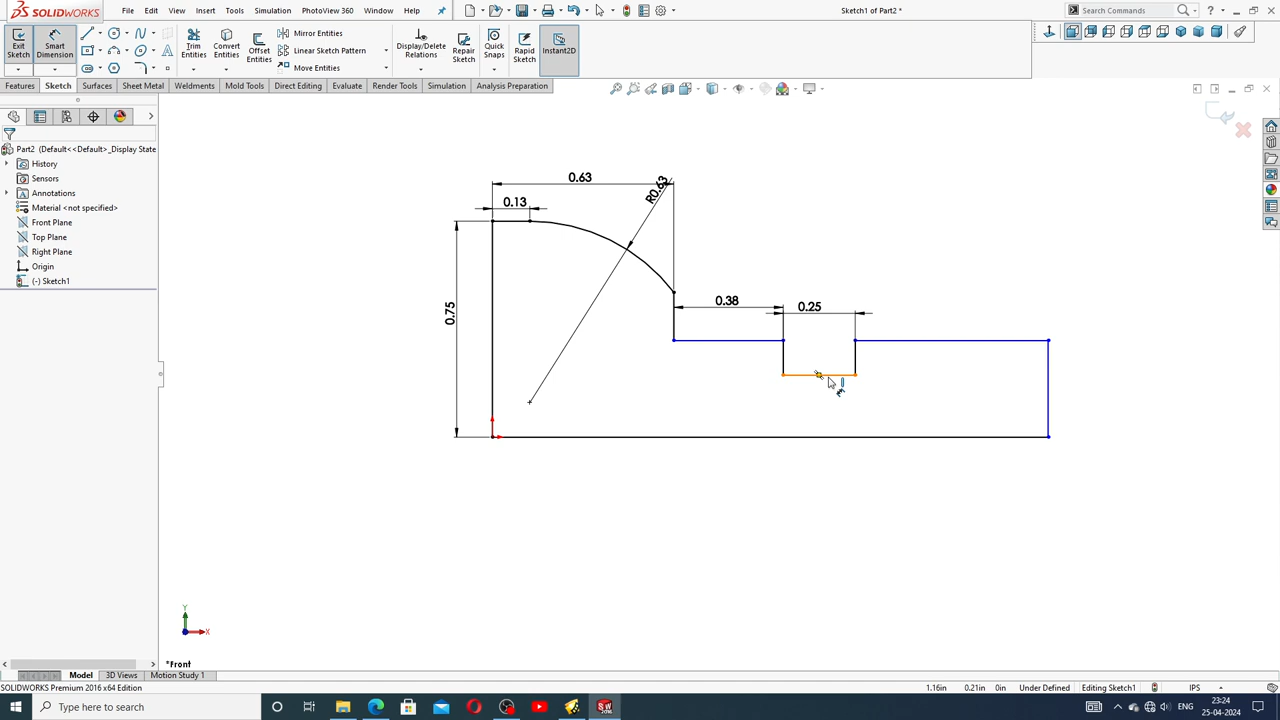 SOLIDWORKS File Edit View Insert Tools Simulation PhotoView 360 Window Help Sketch1 of Part2 * Search Commands
Exit Sketch Smart Dimension Trim Entities Convert Entities Offset Entities Mirror Entities Display/Delete Relations Repair Sketch Quick Snaps Rapid Sketch Instant2D
Linear Sketch Pattern
Move Entities
Features Sketch Surfaces Sheet Metal Weldments Mold Tools Direct Editing Render Tools Evaluate Simulation Analysis Preparation
Part2 (Default<<Default>_Display State
History
Sensors
Annotations
Material <not specified>
Front Plane
Top Plane
Right Plane
Origin
(-) Sketch1
0.63
R0.63
0.13
0.75
0.38
0.25
Y
X
*Front
Model 3D Views Motion Study 1
SOLIDWORKS Premium 2016 x64 Edition 1.16in 0.21in 0in Under Defined Editing Sketch1 IPS
Type here to search ENG 23:24
25-04-2024